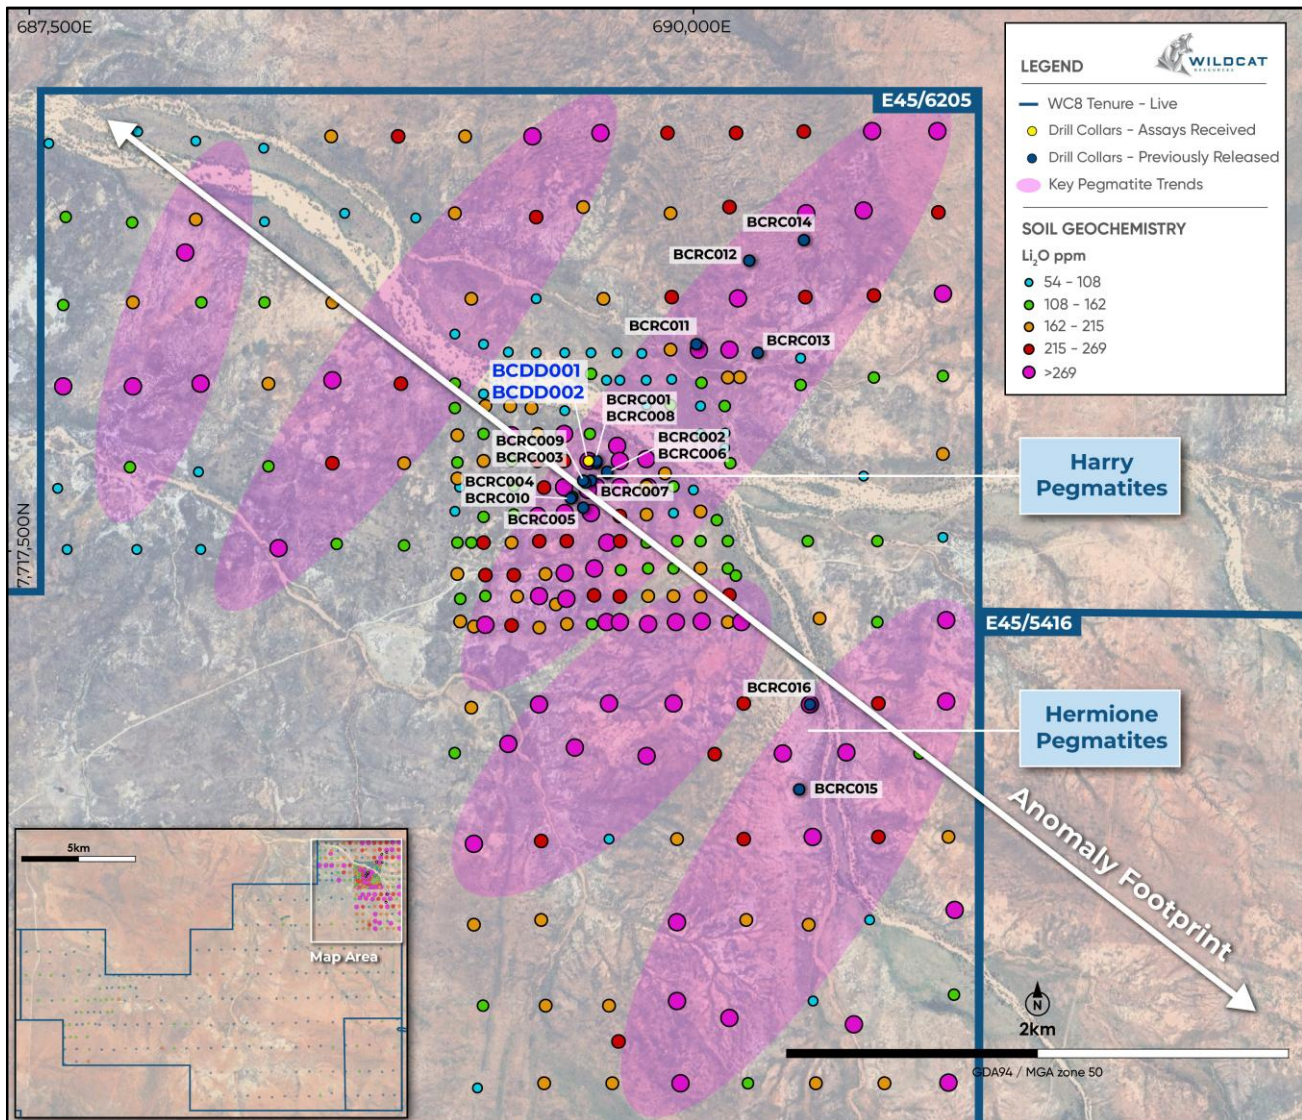 687,500E
690,000E
7,717,500N
E45/6205
E45/5416
LEGEND
WILDCAT
RESOURCES
WC8 Tenure - Live
Drill Collars - Assays Received
Drill Collars - Previously Released
Key Pegmatite Trends
SOIL GEOCHEMISTRY
Li₂O ppm
54 - 108
108 - 162
162 - 215
215 - 269
>269
BCRC014
BCRC012
BCRC011
BCRC013
BCDD001
BCDD002
BCRC001
BCRC008
BCRC009
BCRC003
BCRC002
BCRC006
BCRC004
BCRC010
BCRC007
BCRC005
Harry
Pegmatites
BCRC016
Hermione
Pegmatites
BCRC015
Anomaly Footprint
5km
Map Area
N
2km
GDA94 / MGA zone 50